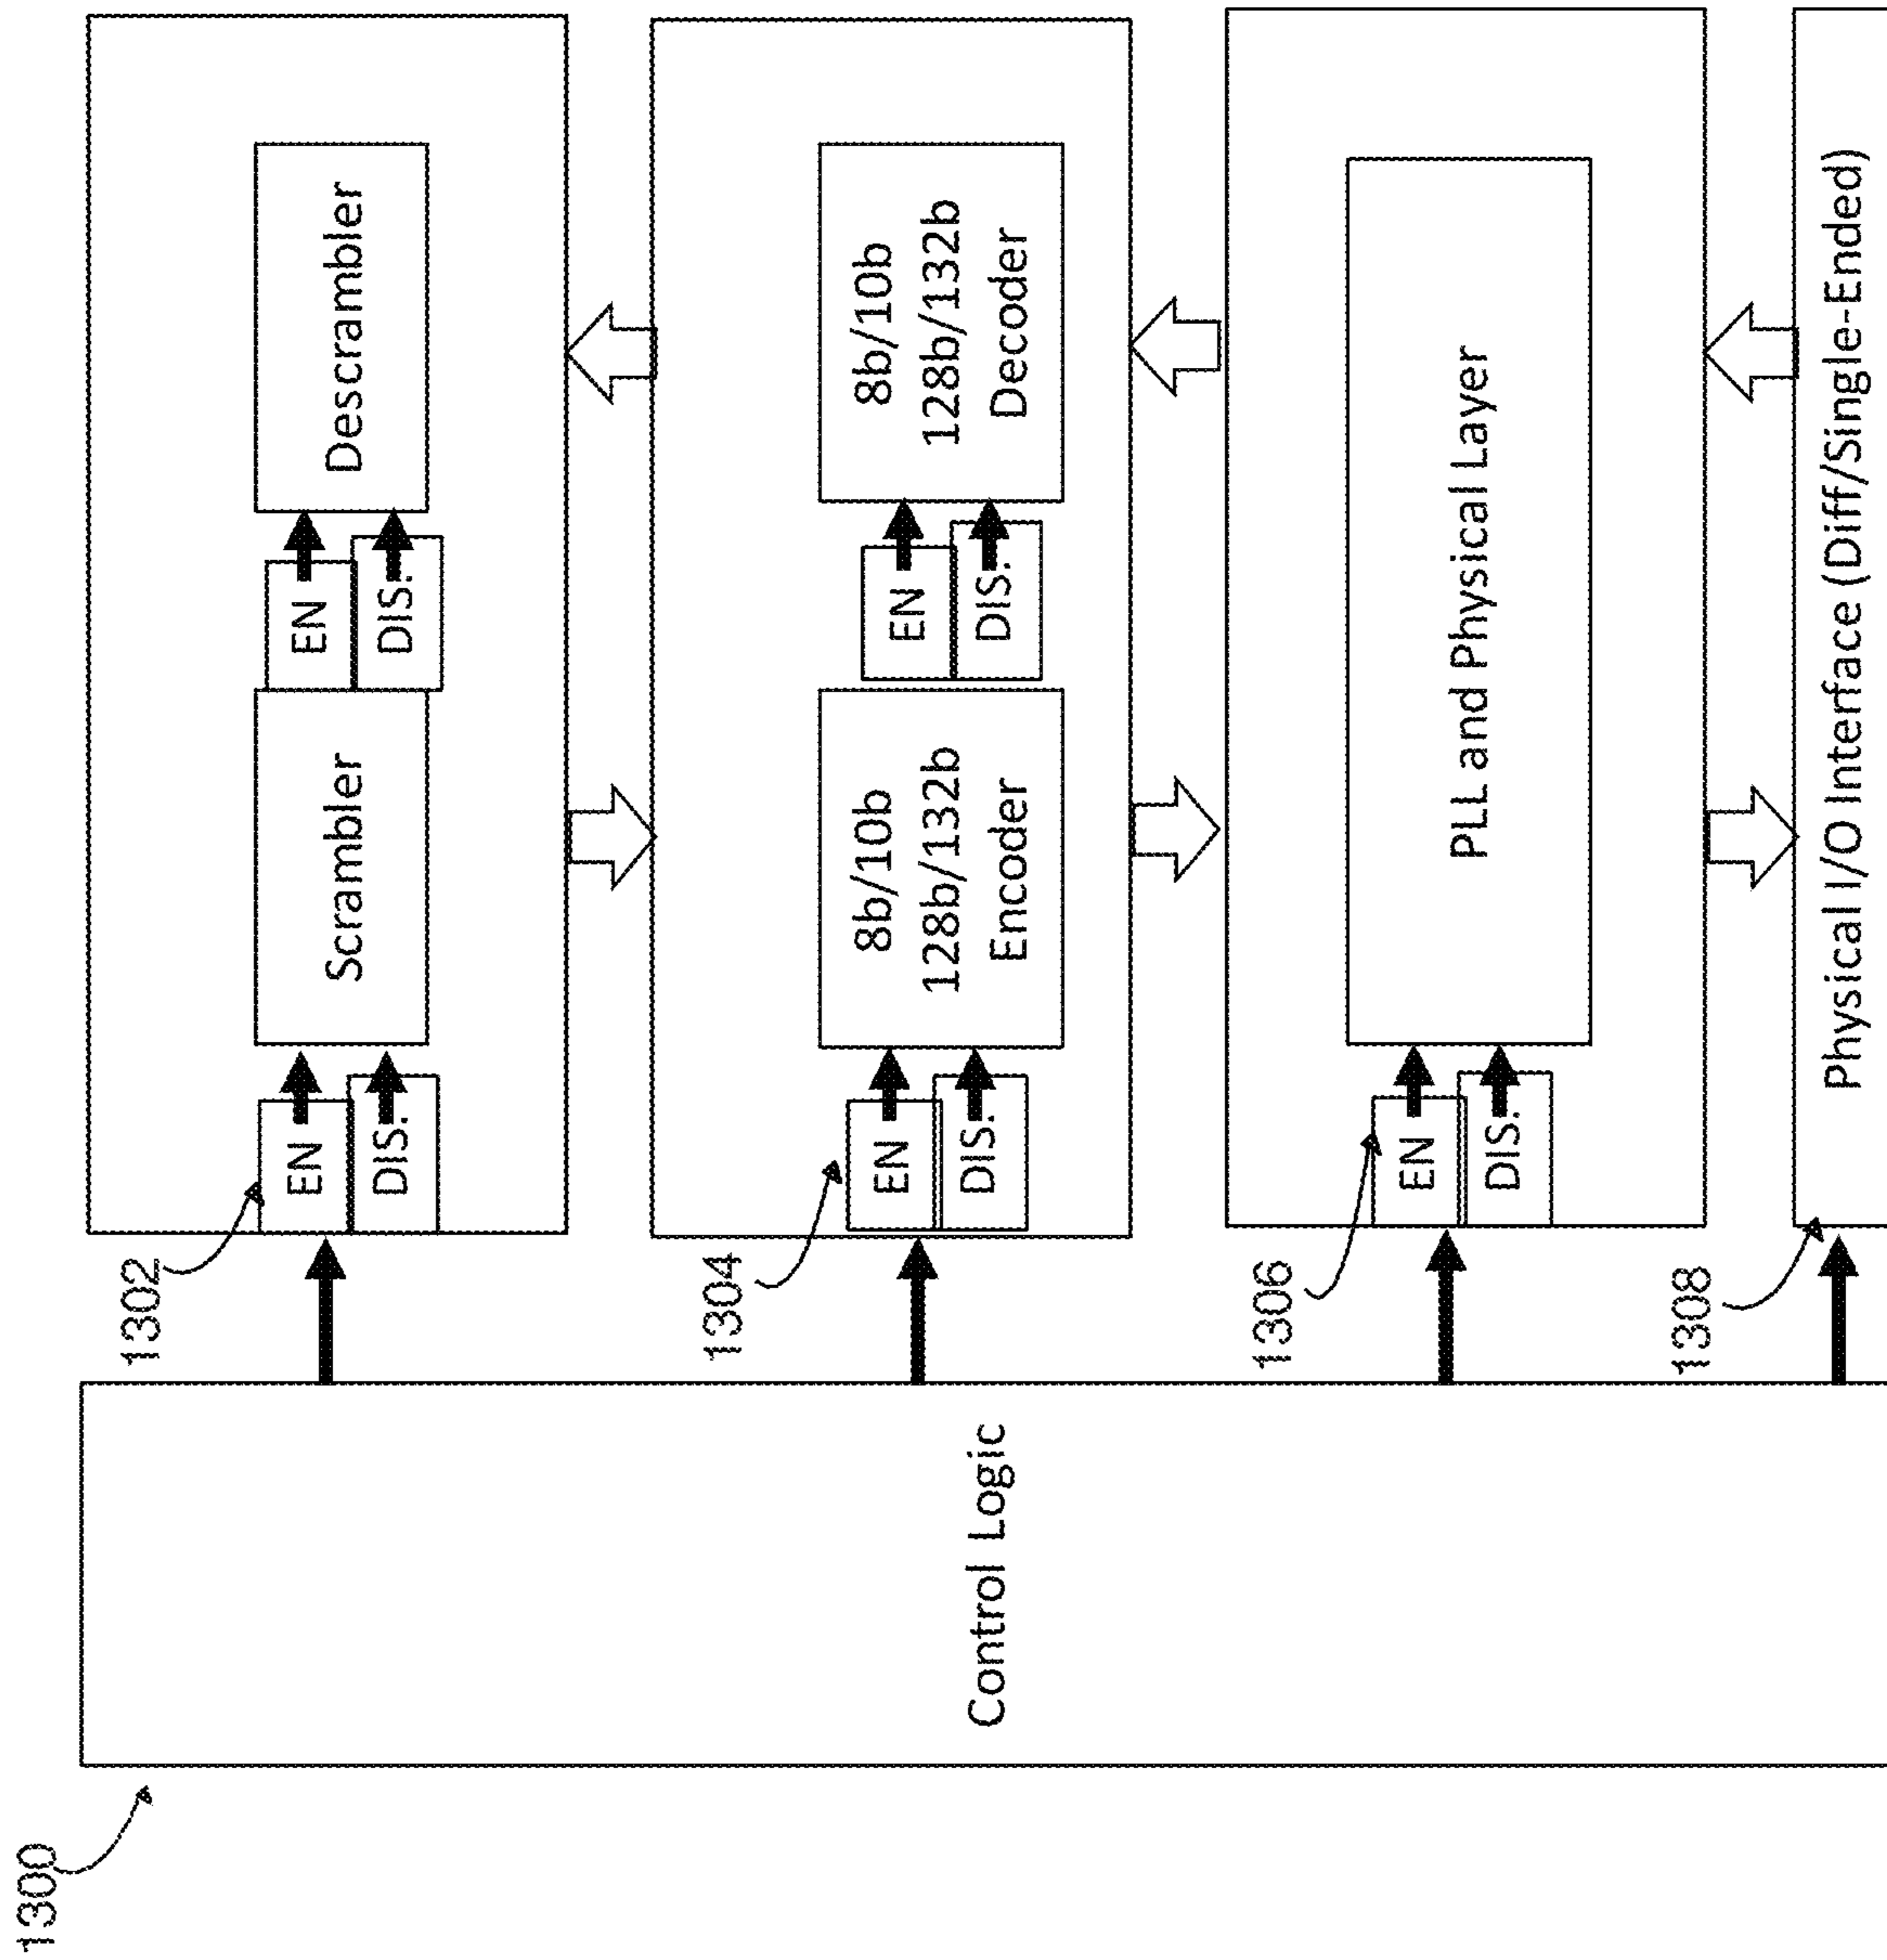 1300
Control Logic
1302
EN
DIS.
Scrambler
EN
DIS.
Descrambler
1304
EN
DIS.
8b/10b
128b/132b
Encoder
EN
DIS.
8b/10b
128b/132b
Decoder
1306
EN
DIS.
PLL and Physical Layer
1308
Physical I/O Interface (Diff/Single-Ended)